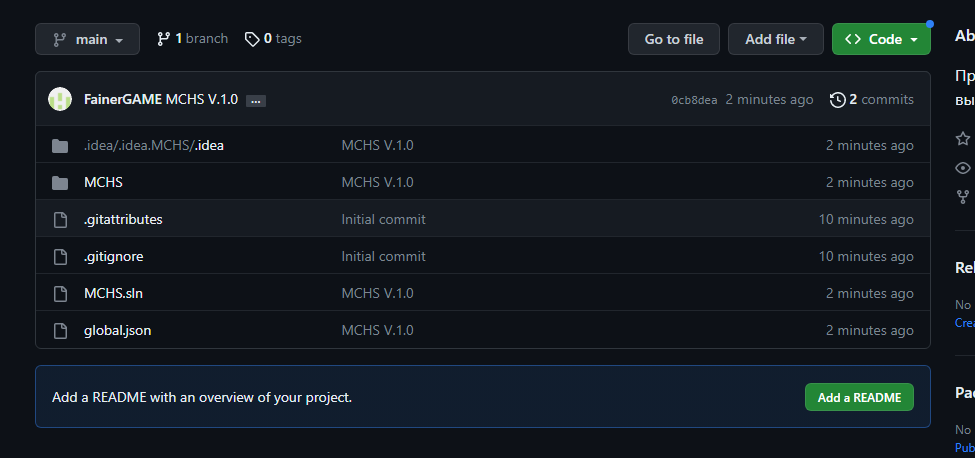 main 1 branch 0 tags Go to file Add file Code
FainerGAME MCHS V.1.0 ... 0cb8dea 2 minutes ago 2 commits
.idea/.idea.MCHS/.idea MCHS V.1.0 2 minutes ago
MCHS MCHS V.1.0 2 minutes ago
.gitattributes Initial commit 10 minutes ago
.gitignore Initial commit 10 minutes ago
MCHS.sln MCHS V.1.0 2 minutes ago
global.json MCHS V.1.0 2 minutes ago
Add a README with an overview of your project. Add a README
Ab
Пр
вы
Rel
No
Crea
Pac
No
Pub